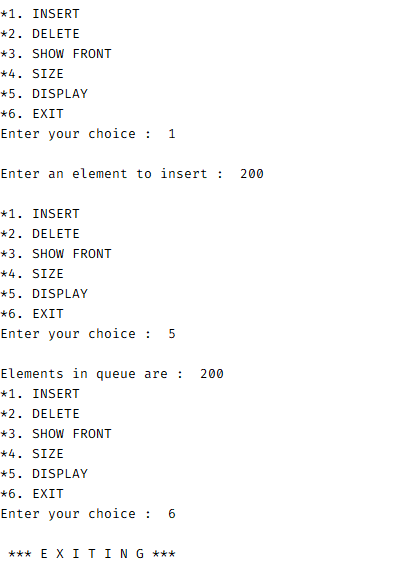 *1. INSERT
*2. DELETE
*3. SHOW FRONT
*4. SIZE
*5. DISPLAY
*6. EXIT
Enter your choice :  1
Enter an element to insert :  200
*1. INSERT
*2. DELETE
*3. SHOW FRONT
*4. SIZE
*5. DISPLAY
*6. EXIT
Enter your choice :  5
Elements in queue are :  200
*1. INSERT
*2. DELETE
*3. SHOW FRONT
*4. SIZE
*5. DISPLAY
*6. EXIT
Enter your choice :  6
*** E X I T I N G ***